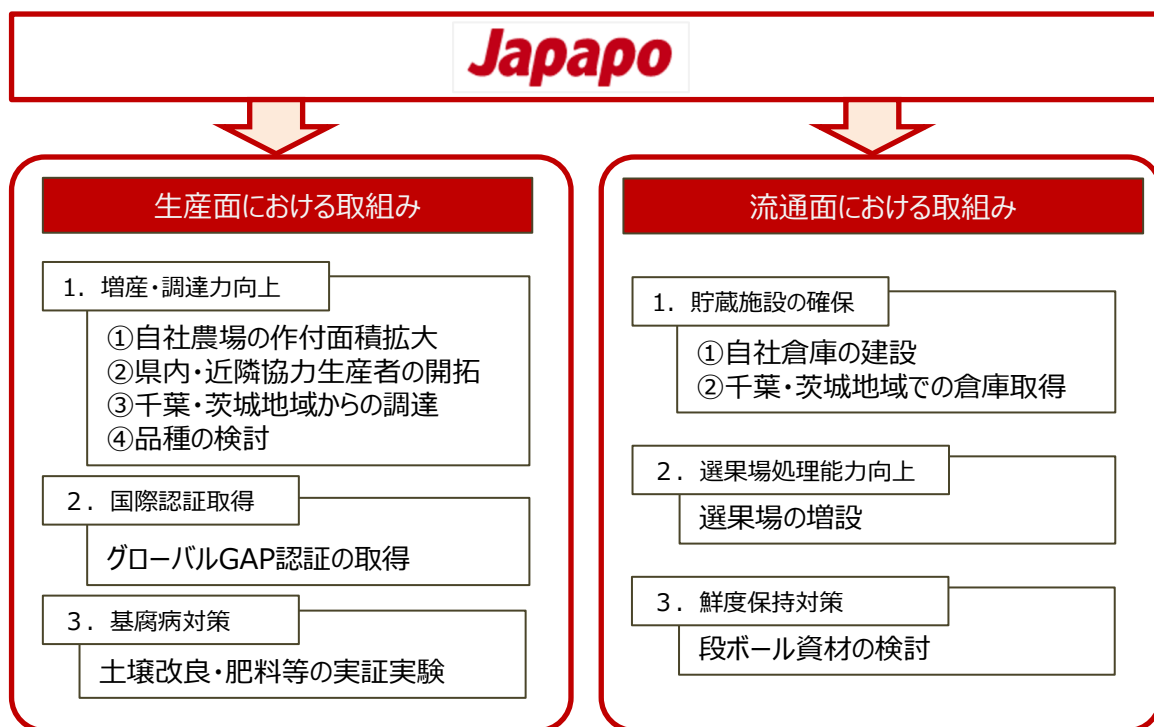 Japapo
生産面における取組み
1. 増産・調達力向上
①自社農場の作付面積拡大
②県内・近隣協力生産者の開拓
③千葉・茨城地域からの調達
④品種の検討
2. 国際認証取得
グローバルGAP認証の取得
3. 基腐病対策
土壌改良・肥料等の実証実験
流通面における取組み
1. 貯蔵施設の確保
①自社倉庫の建設
②千葉・茨城地域での倉庫取得
2. 選果場処理能力向上
選果場の増設
3. 鮮度保持対策
段ボール資材の検討